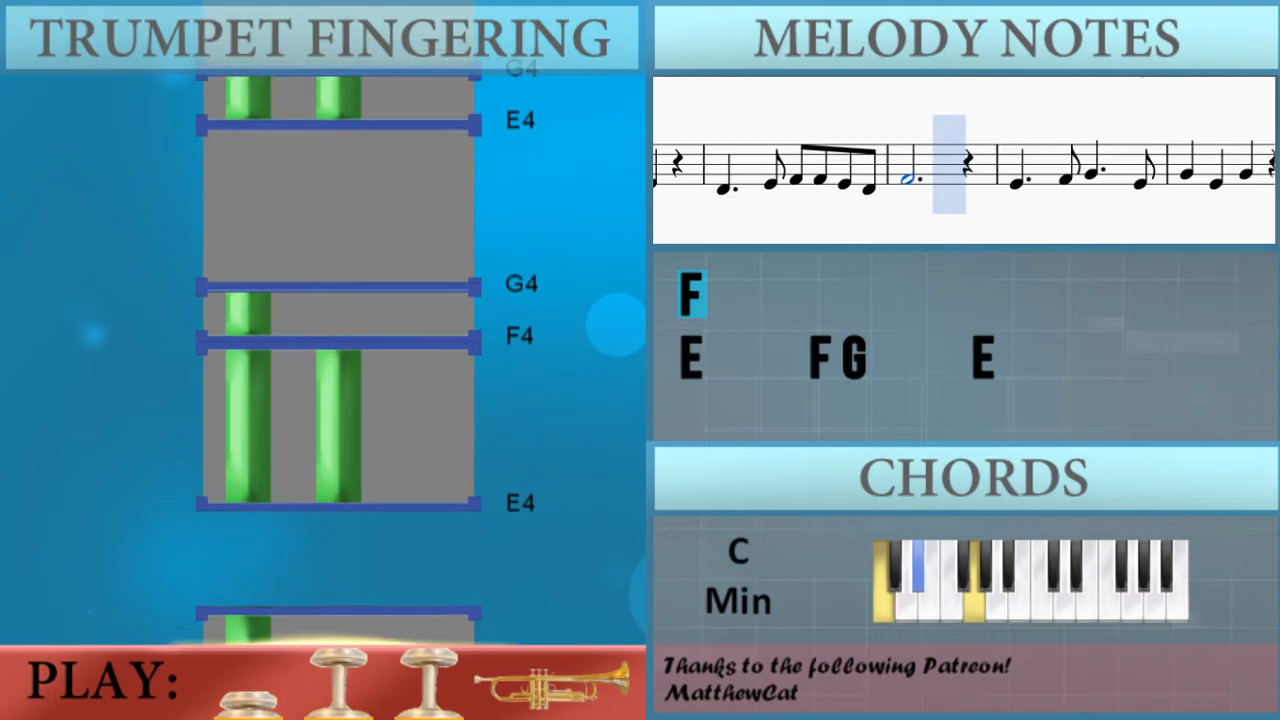 TRUMPET FINGERING
G4
E4
G4
F4
E4
PLAY:
MELODY NOTES
F
E F G E
CHORDS
C
Min
Thanks to the following Patreon!
MatthewCat